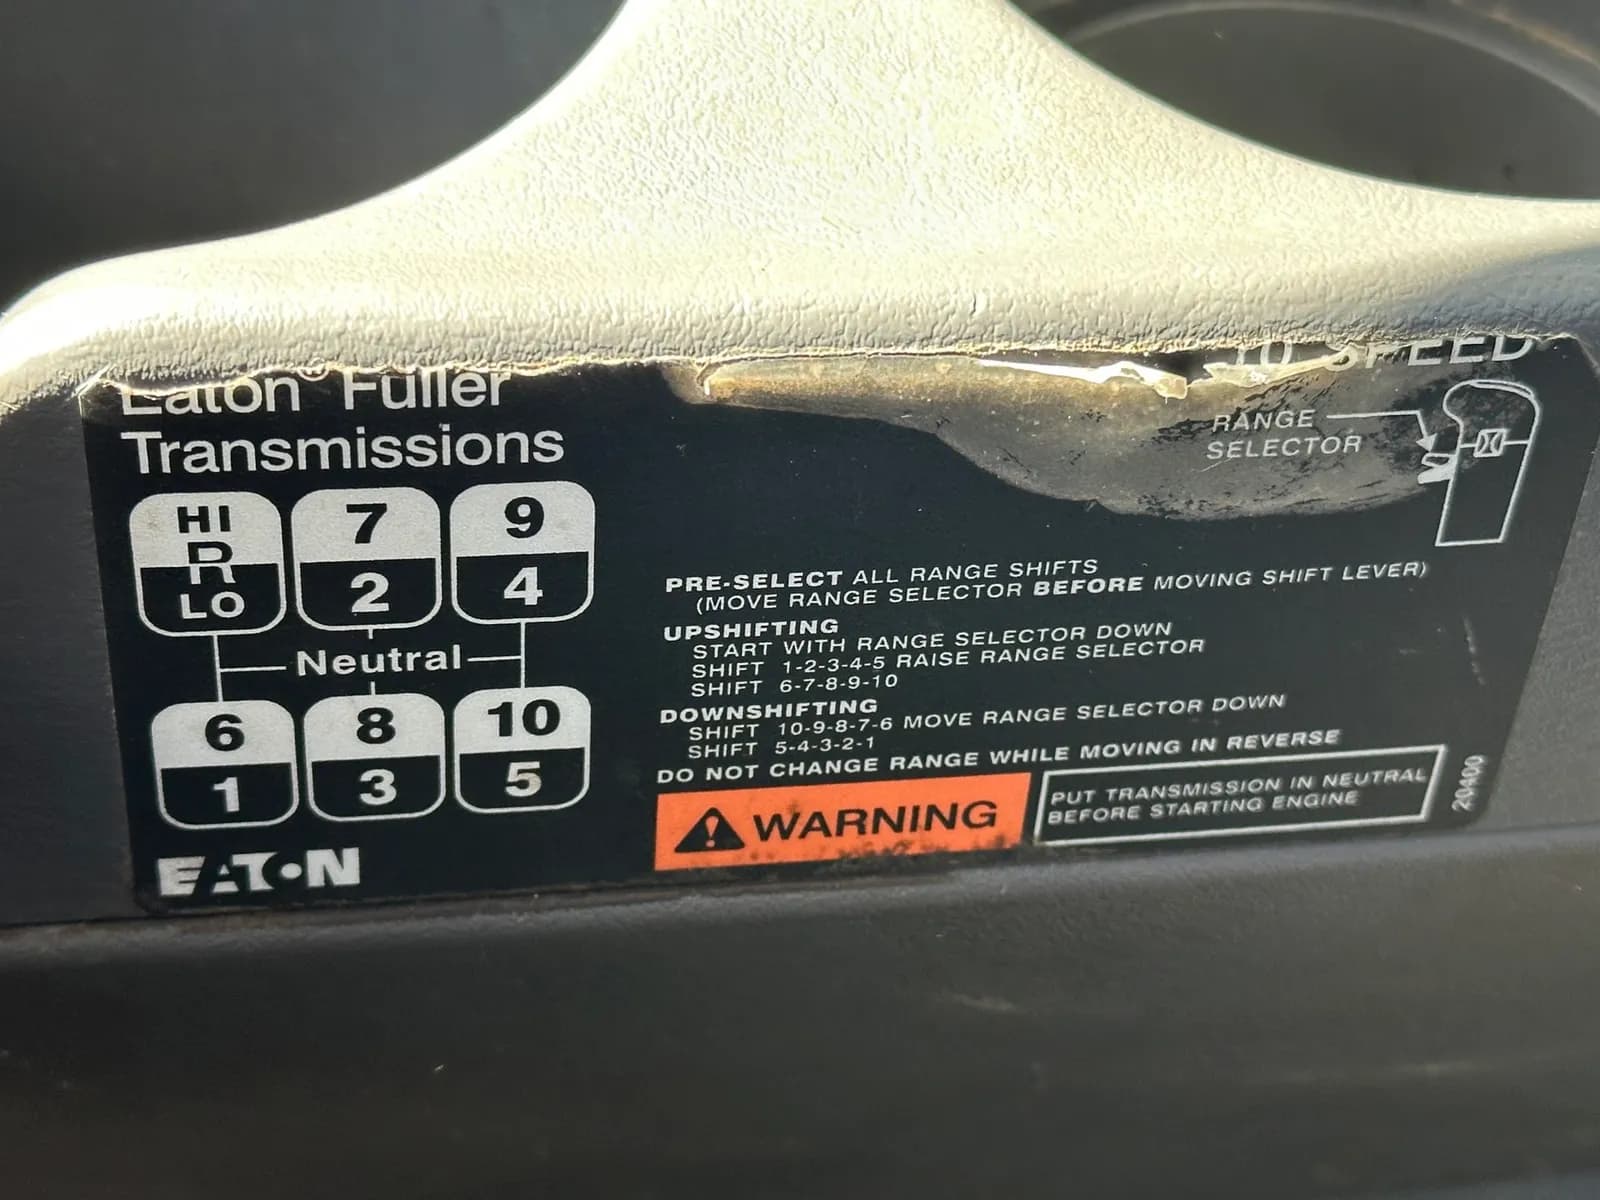 Eaton® Fuller
Transmissions
10 SPEED
RANGE
SELECTOR
HI
R
LO
7
2
9
4
Neutral
6
1
8
3
10
5
EATON
PRE-SELECT ALL RANGE SHIFTS
(MOVE RANGE SELECTOR BEFORE MOVING SHIFT LEVER)
UPSHIFTING
START WITH RANGE SELECTOR DOWN
SHIFT 1-2-3-4-5 RAISE RANGE SELECTOR
SHIFT 6-7-8-9-10
DOWNSHIFTING
SHIFT 10-9-8-7-6 MOVE RANGE SELECTOR DOWN
SHIFT 5-4-3-2-1
DO NOT CHANGE RANGE WHILE MOVING IN REVERSE
WARNING
PUT TRANSMISSION IN NEUTRAL
BEFORE STARTING ENGINE
20400